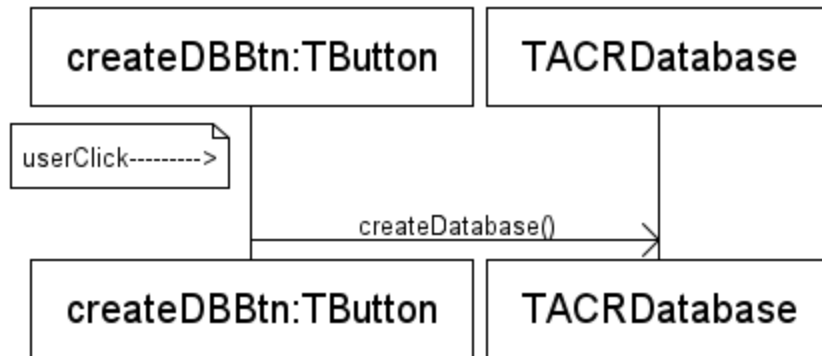 createDBBtn:TButton TACRDatabase
userClick--------->
createDatabase()
createDBBtn:TButton TACRDatabase